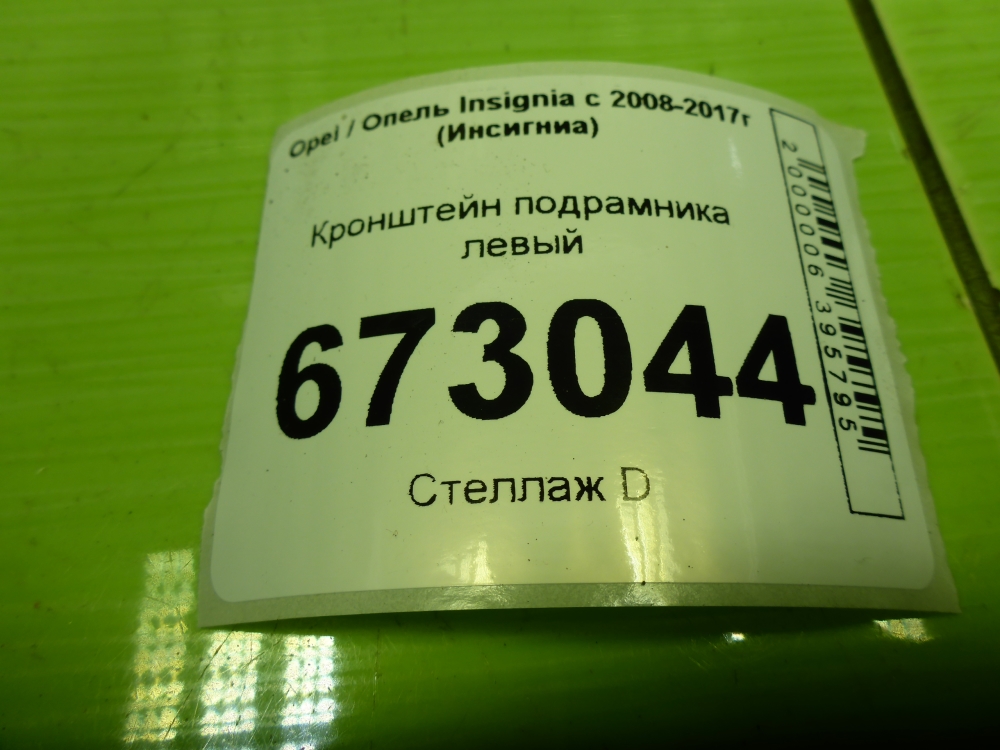 Opel / Опель Insignia с 2008-2017г
(Инсигниа)
Кронштейн подрамника
левый
673044
Стеллаж D
2000006395795